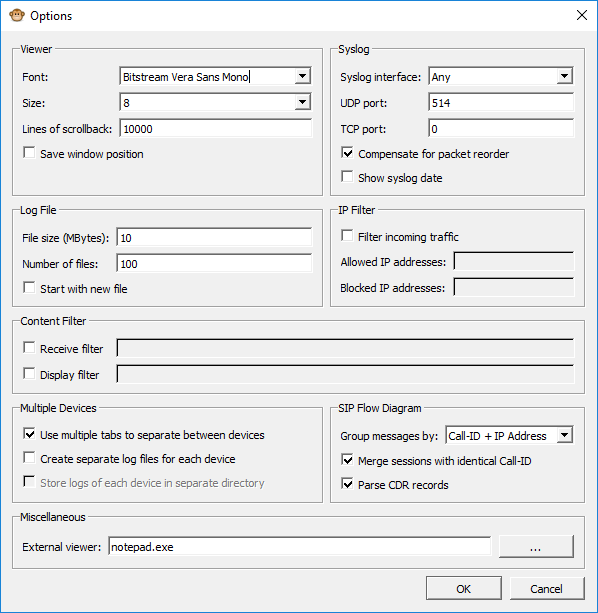 Options
Viewer
Font: Bitstream Vera Sans Mono
Size: 8
Lines of scrollback: 10000
Save window position
Syslog
Syslog interface: Any
UDP port: 514
TCP port: 0
Compensate for packet reorder
Show syslog date
Log File
File size (MBytes): 10
Number of files: 100
Start with new file
IP Filter
Filter incoming traffic
Allowed IP addresses:
Blocked IP addresses:
Content Filter
Receive filter
Display filter
Multiple Devices
Use multiple tabs to separate between devices
Create separate log files for each device
Store logs of each device in separate directory
SIP Flow Diagram
Group messages by: Call-ID + IP Address
Merge sessions with identical Call-ID
Parse CDR records
Miscellaneous
External viewer: notepad.exe ...
OK Cancel